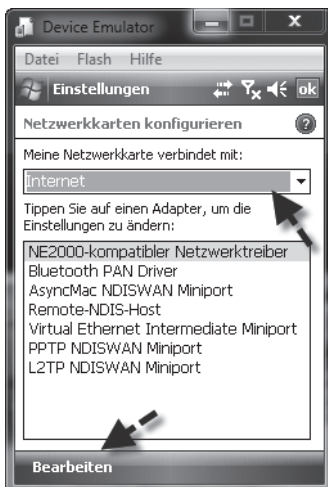 Device Emulator
Datei Flash Hilfe
Einstellungen ok
Netzwerkkarten konfigurieren ?
Meine Netzwerkkarte verbindet mit:
Internet
Tippen Sie auf einen Adapter, um die
Einstellungen zu ändern:
NE2000-kompatibler Netzwerktreiber
Bluetooth PAN Driver
AsyncMac NDISWAN Miniport
Remote-NDIS-Host
Virtual Ethernet Intermediate Miniport
PPTP NDISWAN Miniport
L2TP NDISWAN Miniport
Bearbeiten